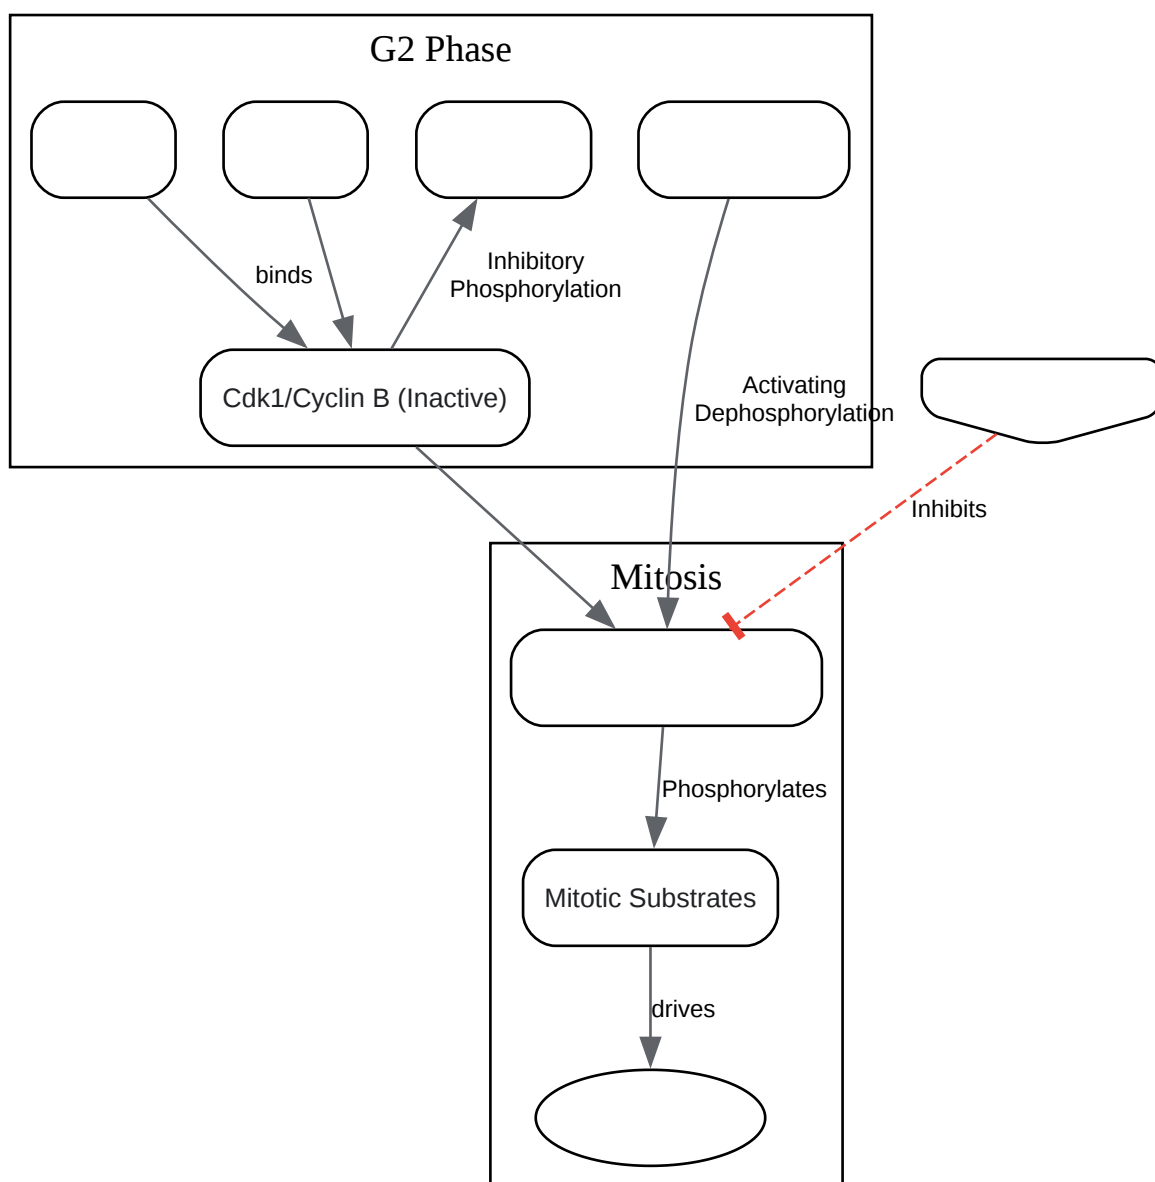 G2 Phase
binds
Inhibitory
Phosphorylation
Cdk1/Cyclin B (Inactive)
Activating
Dephosphorylation
Inhibits
Mitosis
Phosphorylates
Mitotic Substrates
drives